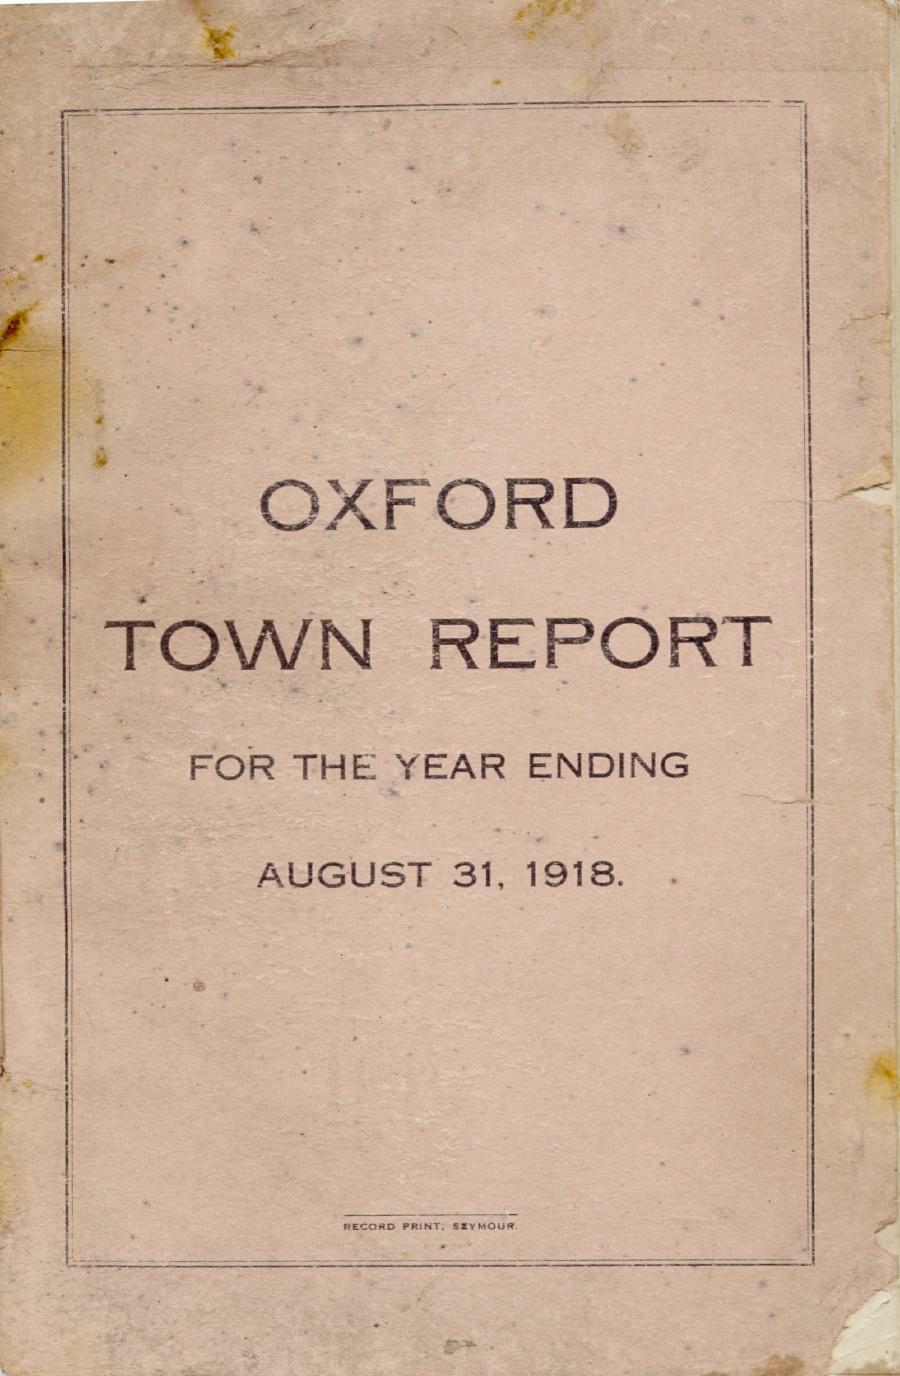 OXFORD
TOWN REPORT
FOR THE YEAR ENDING
AUGUST 31, 1918.
RECORD PRINT, SEYMOUR.